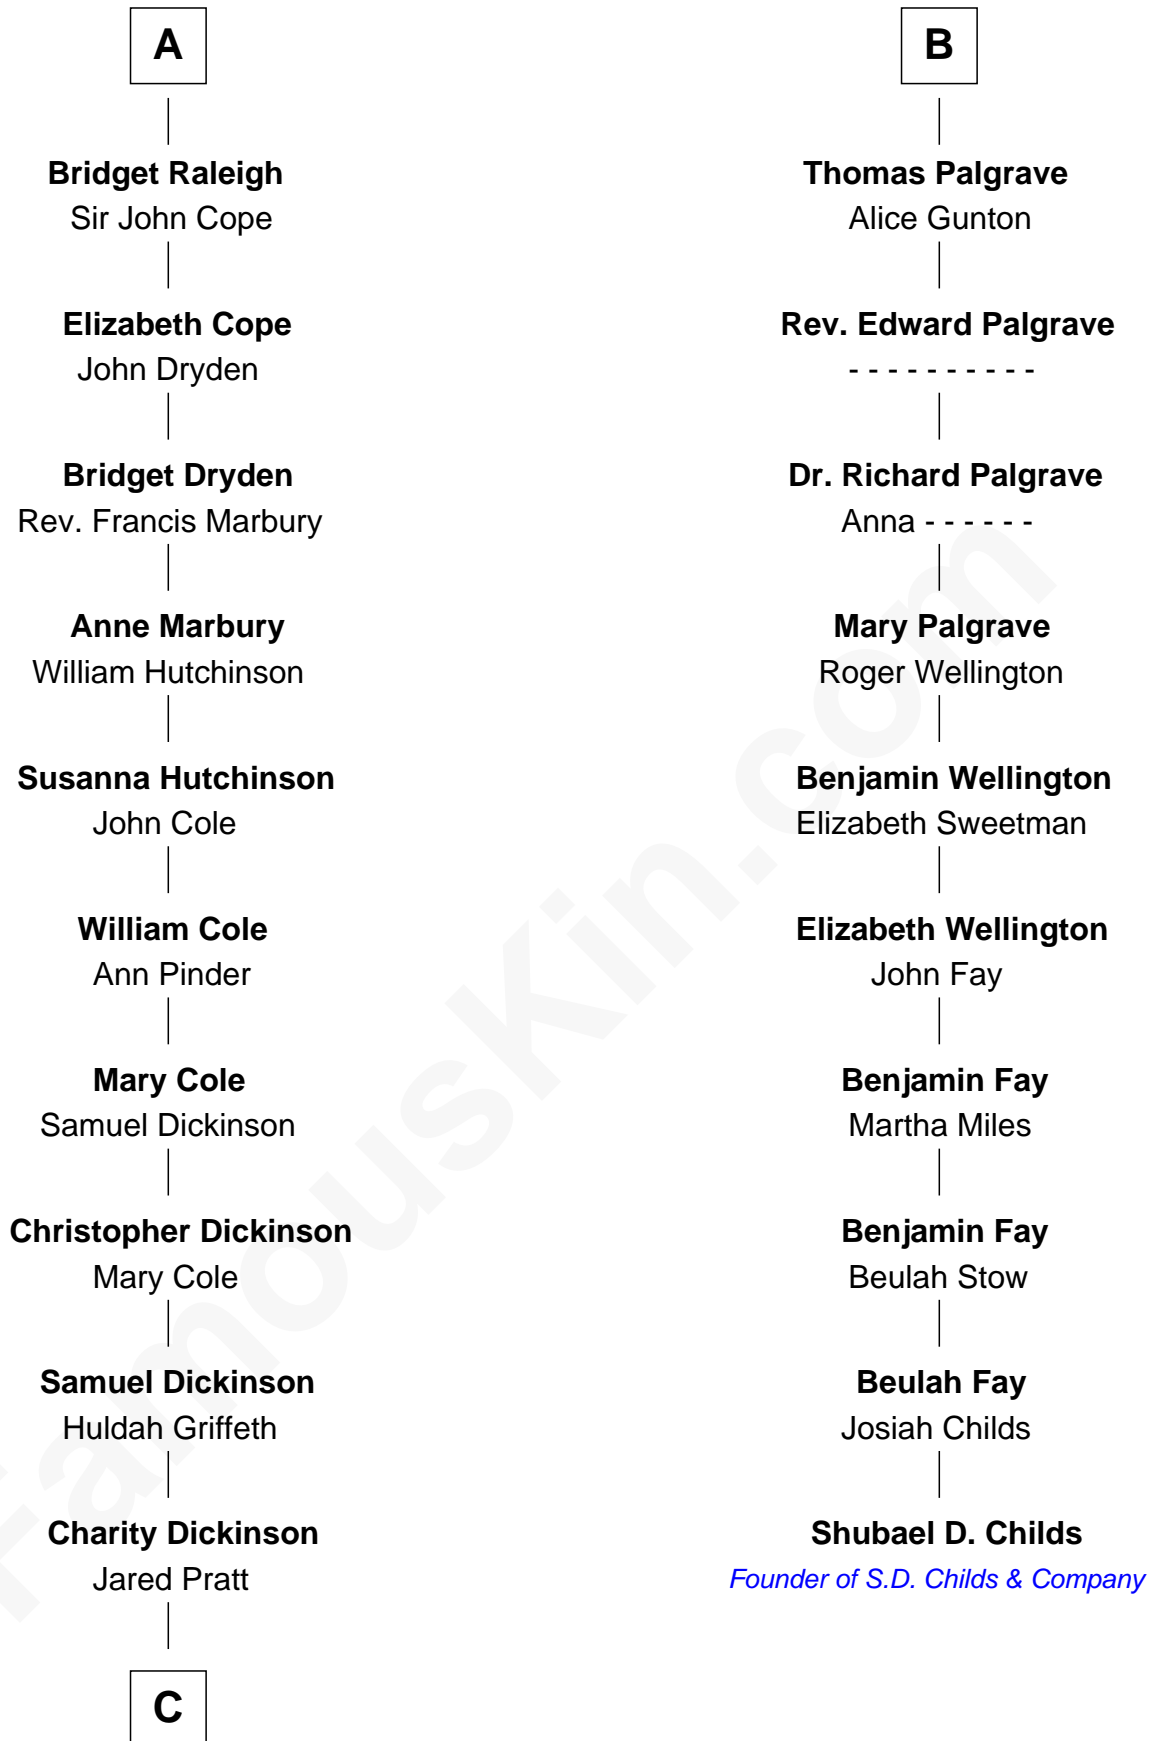 A
Bridget Raleigh
Sir John Cope
Elizabeth Cope
John Dryden
Bridget Dryden
Rev. Francis Marbury
Anne Marbury
William Hutchinson
Susanna Hutchinson
John Cole
William Cole
Ann Pinder
Mary Cole
Samuel Dickinson
Christopher Dickinson
Mary Cole
Samuel Dickinson
Huldah Griffeth
Charity Dickinson
Jared Pratt
C
B
Thomas Palgrave
Alice Gunton
Rev. Edward Palgrave
- - - - - - - - - -
Dr. Richard Palgrave
Anna - - - - - -
Mary Palgrave
Roger Wellington
Benjamin Wellington
Elizabeth Sweetman
Elizabeth Wellington
John Fay
Benjamin Fay
Martha Miles
Benjamin Fay
Beulah Stow
Beulah Fay
Josiah Childs
Shubael D. Childs
Founder of S.D. Childs & Company
FamousKin.com